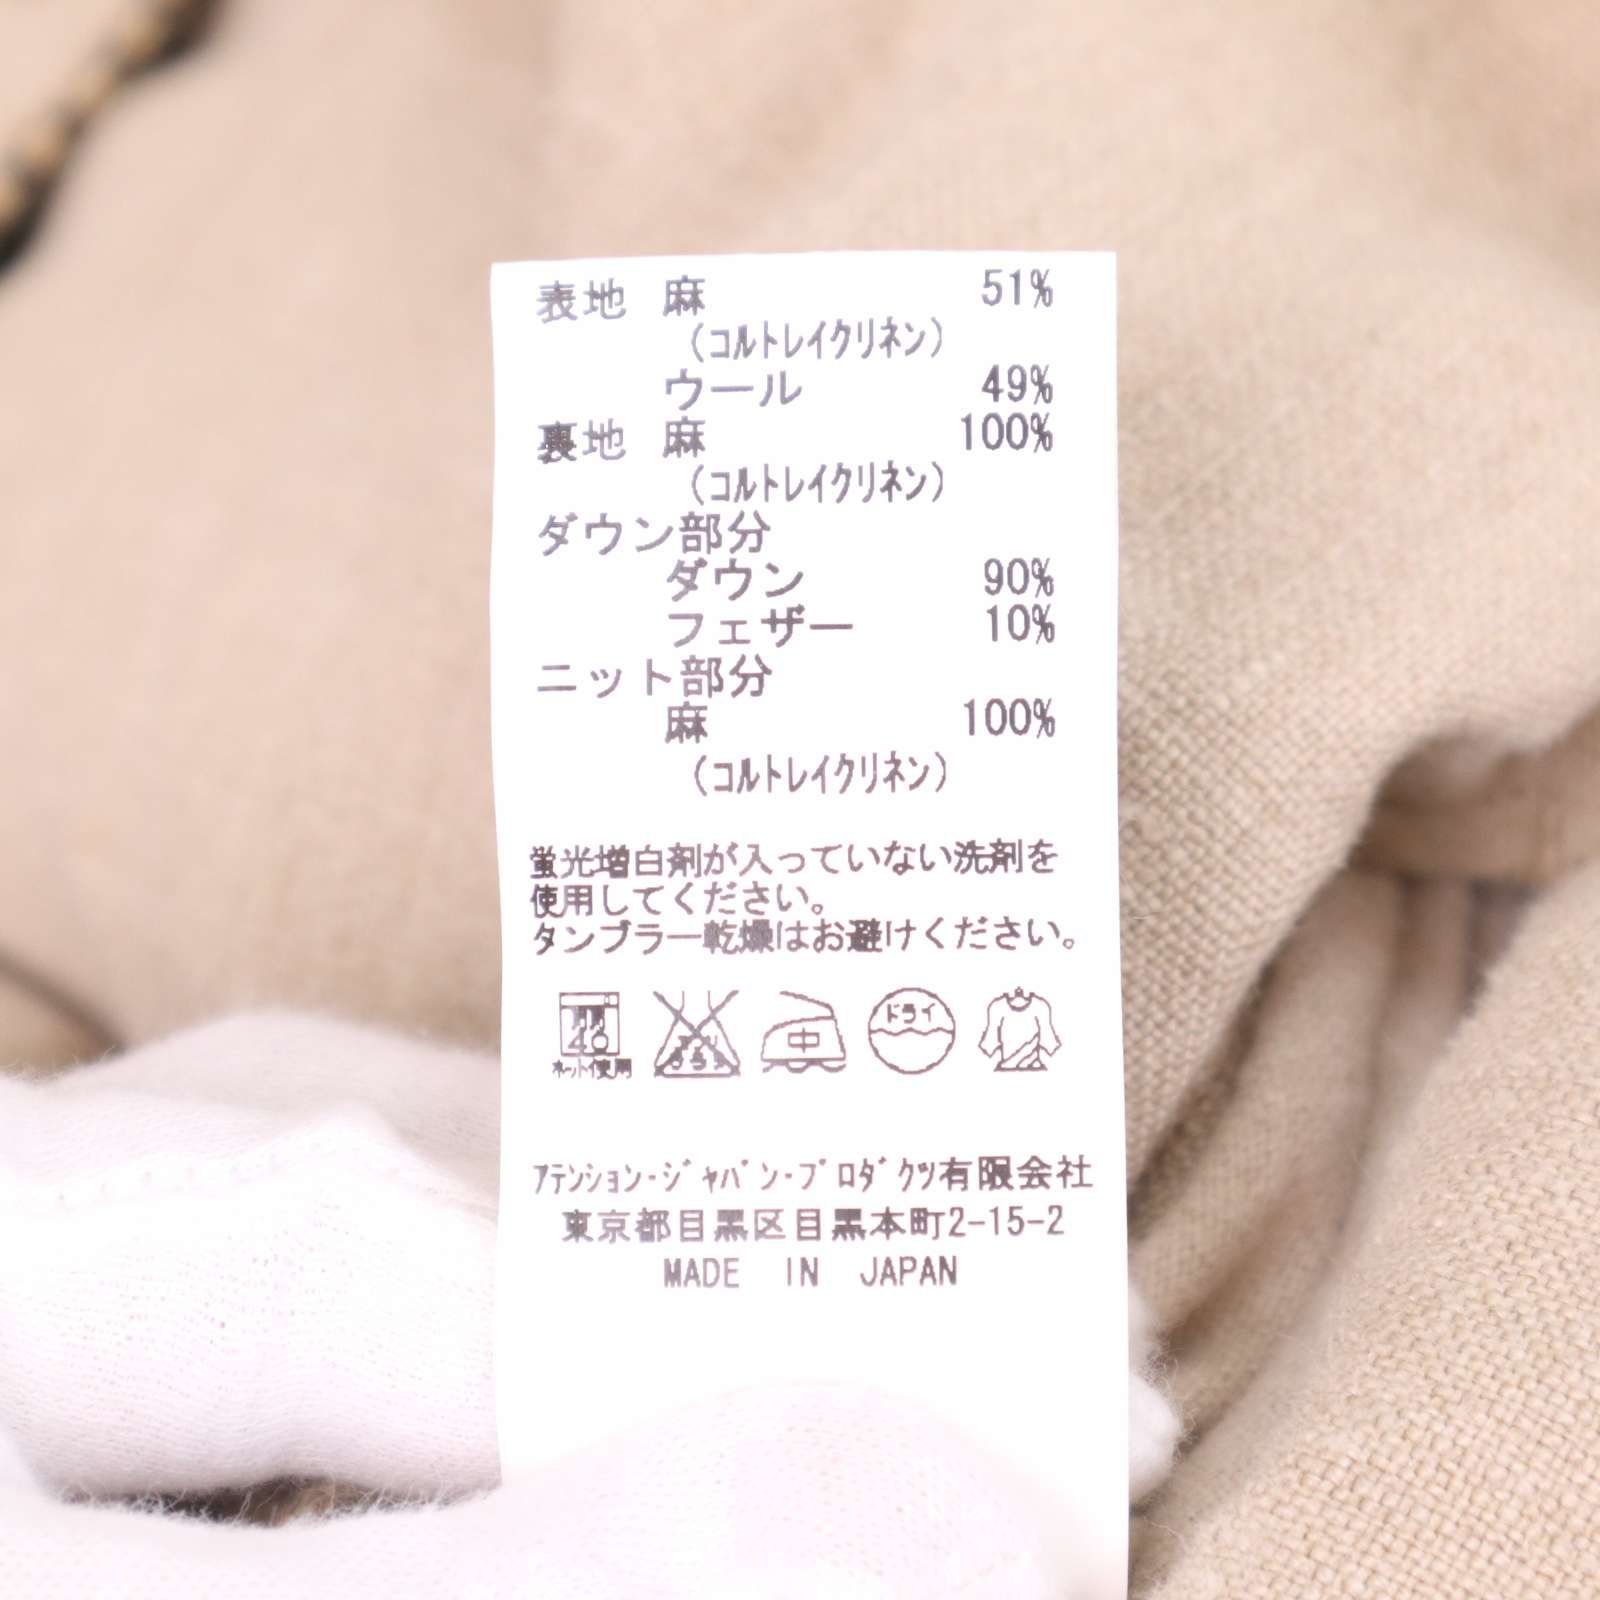 表地 麻 51%
(コルトレイクリネン)
ウール 49%
裏地 麻 100%
(コルトレイクリネン)
ダウン部分
ダウン 90%
フェザー 10%
ニット部分
麻 100%
(コルトレイクリネン)
蛍光増白剤が入っていない洗剤を
使用してください。
タンブラー乾燥はお避けください。
40
ネット使用
中
ドライ
ｱﾃﾝｼｮﾝ･ｼﾞｬﾊﾟﾝ･ﾌﾟﾛﾀﾞｸﾂ有限会社
東京都目黒区目黒本町2-15-2
MADE IN JAPAN